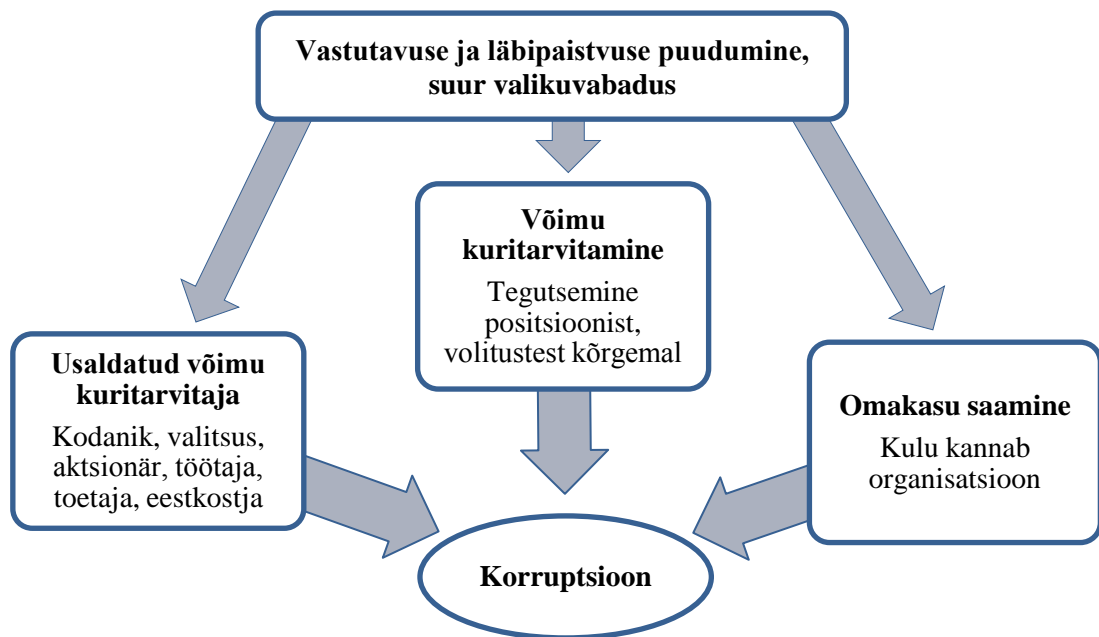 Vastutavuse ja läbipaistvuse puudumine,
suur valikuvabadus
Võimu
kuritarvitamine
Tegutsemine
positsioonist,
volitustest kõrgemal
Usaldatud võimu
kuritarvitaja
Kodanik, valitsus,
aktsionär, töötaja,
toetaja, eestkostja
Omakasu saamine
Kulu kannab
organisatsioon
Korruptsioon